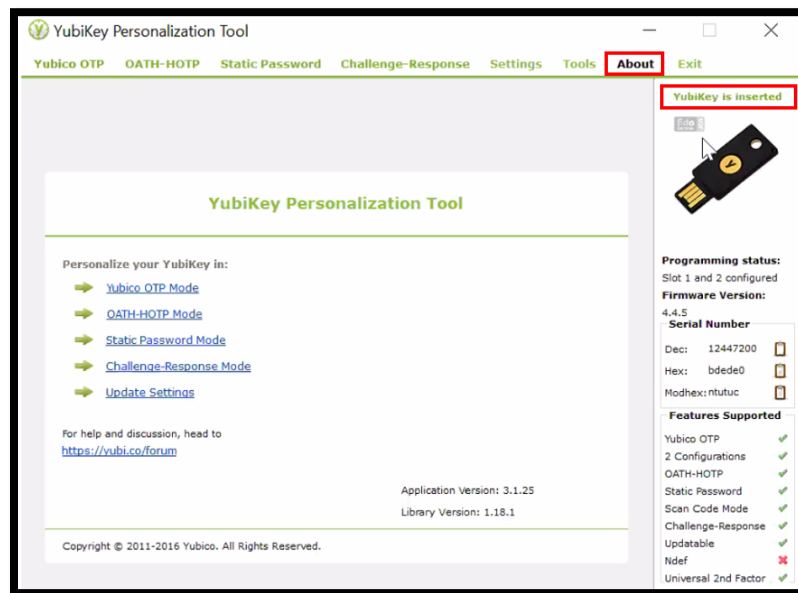 YubiKey Personalization Tool
Yubico OTP OATH-HOTP Static Password Challenge-Response Settings Tools About Exit
YubiKey Personalization Tool
Personalize your YubiKey in:
Yubico OTP Mode
OATH-HOTP Mode
Static Password Mode
Challenge-Response Mode
Update Settings
For help and discussion, head to
https://yubi.co/forum
Application Version: 3.1.25
Library Version: 1.18.1
Copyright © 2011-2016 Yubico. All Rights Reserved.
YubiKey is inserted
fido
Y
Programming status:
Slot 1 and 2 configured
Firmware Version:
4.4.5
Serial Number
Dec: 12447200
Hex: bdede0
Modhex: ntutuc
Features Supported
Yubico OTP
2 Configurations
OATH-HOTP
Static Password
Scan Code Mode
Challenge-Response
Updatable
Ndef
Universal 2nd Factor